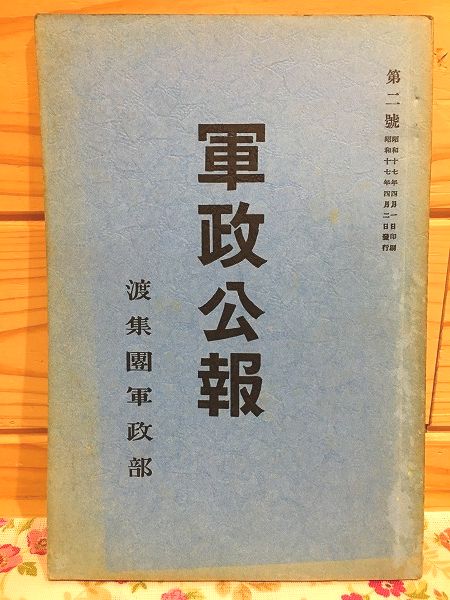 第二號
昭和十七年四月一日印刷
昭和十七年四月二日發行
軍政公報
渡集團軍政部